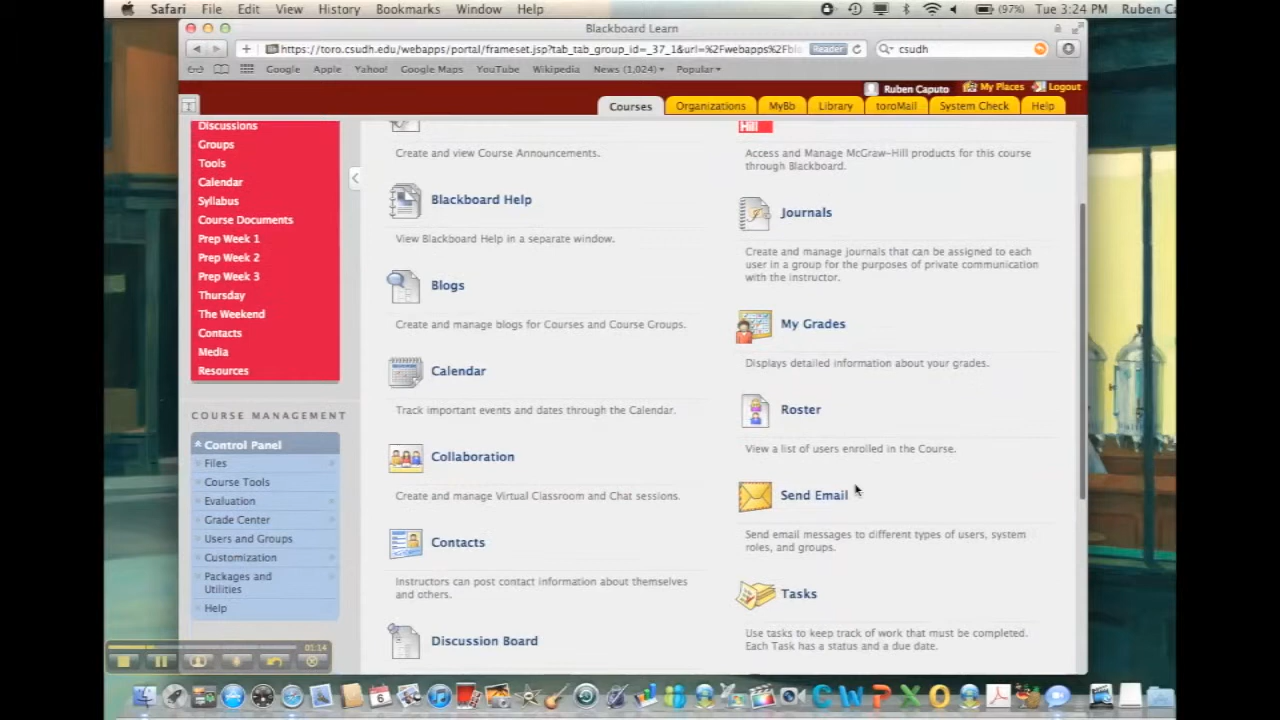 Safari File Edit View History Bookmarks Window Help (97%) Tue 3:24 PM Ruben Ca
Blackboard Learn
https://toro.csudh.edu/webapps/portal/frameset.jsp?tab_tab_group_id=_37_1&url=%2Fwebapps%2Fbl Reader csudh
Google Apple Yahoo! Google Maps YouTube Wikipedia News (1,024) Popular
Ruben Caputo My Places Logout
Courses Organizations MyBb Library toroMail System Check Help
Discussions
Groups
Tools
Calendar
Syllabus
Course Documents
Prep Week 1
Prep Week 2
Prep Week 3
Thursday
The Weekend
Contacts
Media
Resources
COURSE MANAGEMENT
Control Panel
Files
Course Tools
Evaluation
Grade Center
Users and Groups
Customization
Packages and
Utilities
Help
01:14
Create and view Course Announcements.
Blackboard Help
View Blackboard Help in a separate window.
Blogs
Create and manage blogs for Courses and Course Groups.
Calendar
Track important events and dates through the Calendar.
Collaboration
Create and manage Virtual Classroom and Chat sessions.
Contacts
Instructors can post contact information about themselves
and others.
Discussion Board
Hill
Access and Manage McGraw-Hill products for this course
through Blackboard.
Journals
Create and manage journals that can be assigned to each
user in a group for the purposes of private communication
with the instructor.
My Grades
Displays detailed information about your grades.
Roster
View a list of users enrolled in the Course.
Send Email
Send email messages to different types of users, system
roles, and groups.
Tasks
Use tasks to keep track of work that must be completed.
Each Task has a status and a due date.